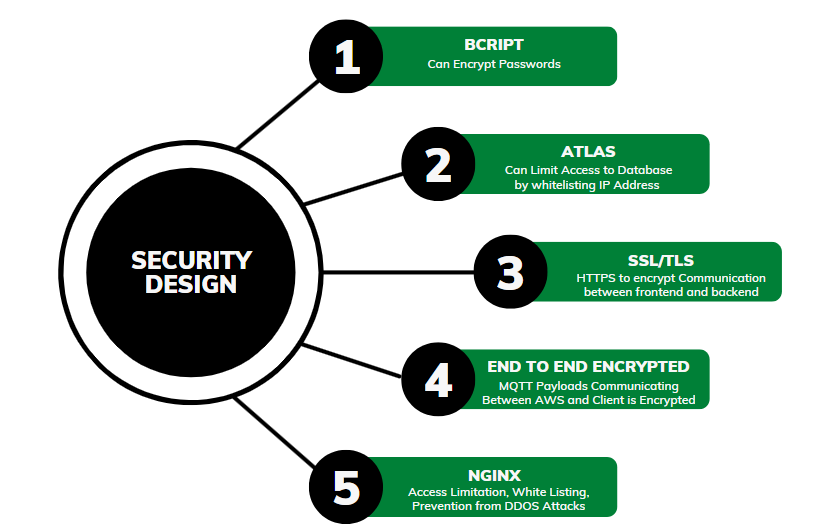 1
BCRIPT
Can Encrypt Passwords
2
ATLAS
Can Limit Access to Database
by whitelisting IP Address
SECURITY
DESIGN
3
SSL/TLS
HTTPS to encrypt Communication
between frontend and backend
4
END TO END ENCRYPTED
MQTT Payloads Communicating
Between AWS and Client is Encrypted
5
NGINX
Access Limitation, White Listing,
Prevention from DDOS Attacks